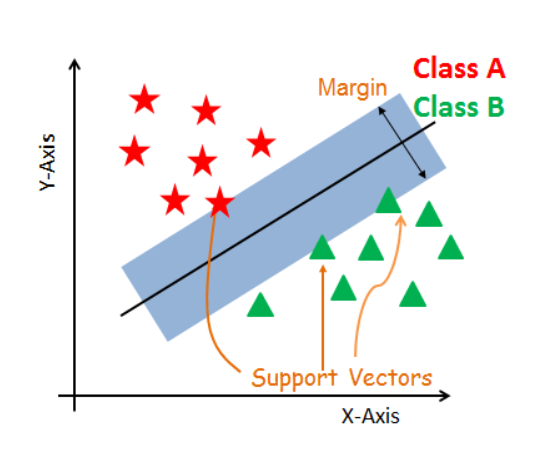 Class A
Margin
Class B
Y-Axis
Support Vectors
X-Axis